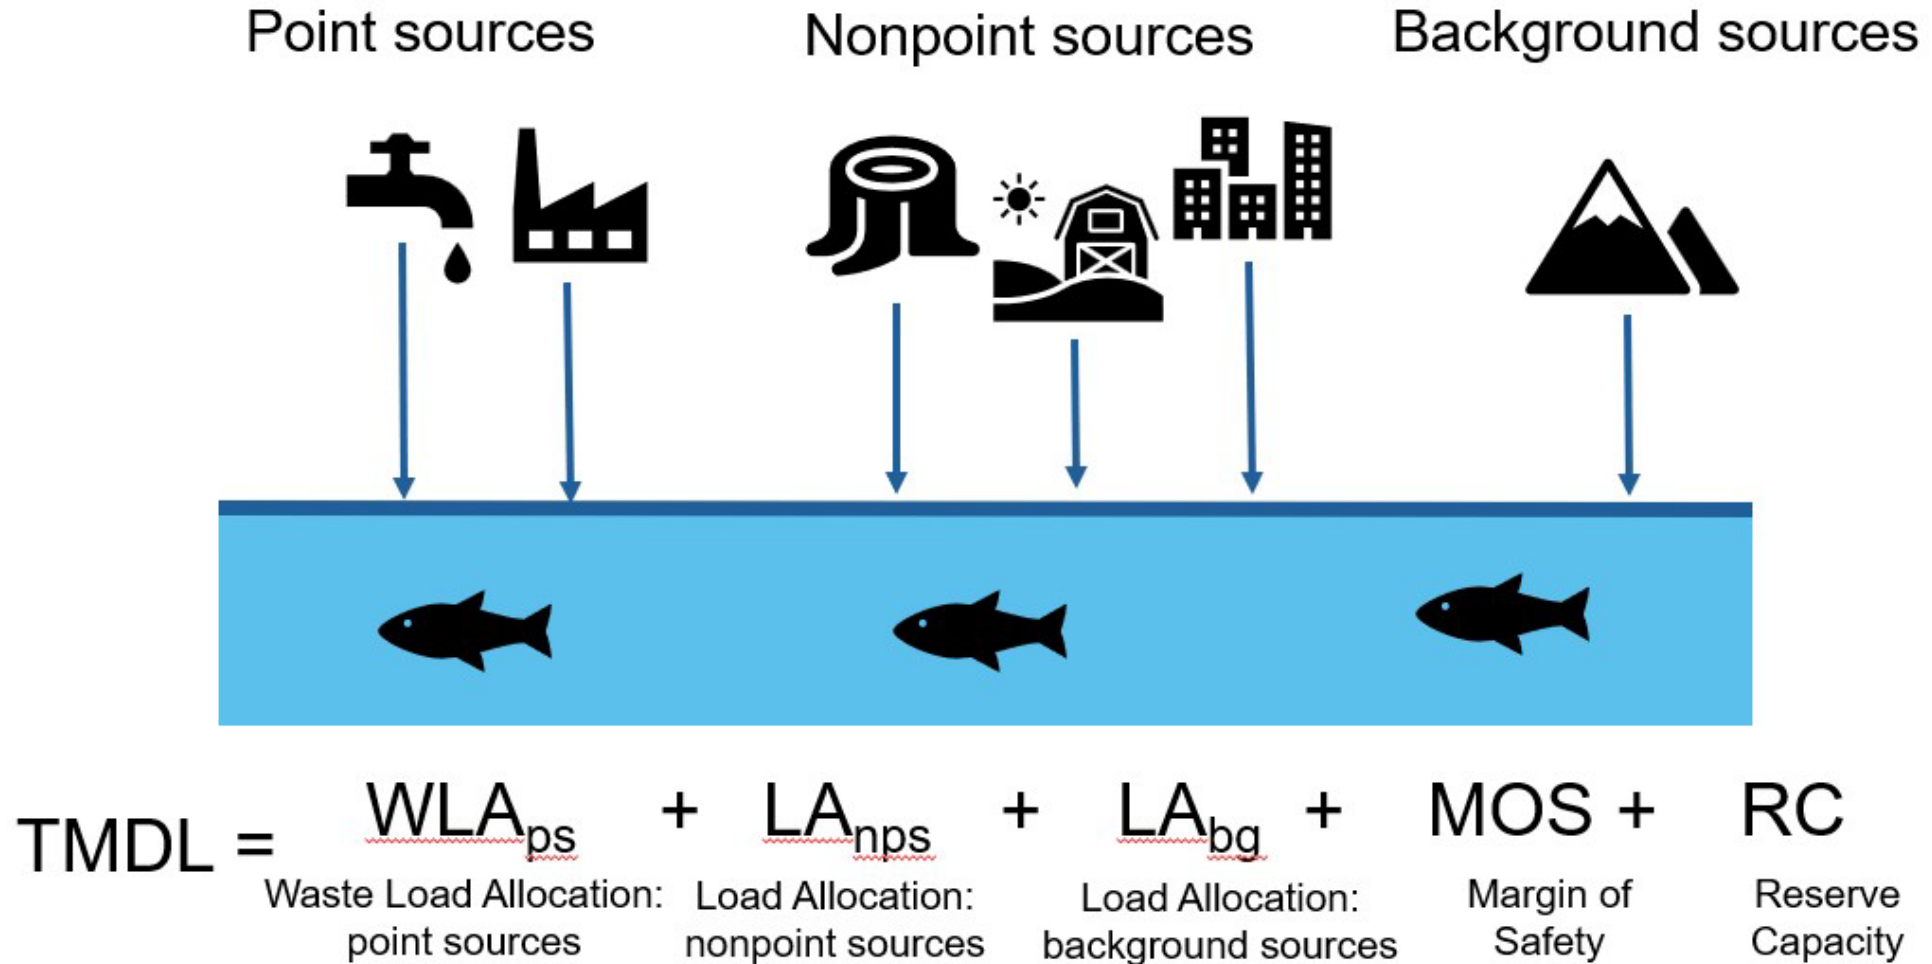 Point sources
Nonpoint sources
Background sources
TMDL = WLAps + LAnps + LAbg + MOS + RC
Waste Load Allocation:
point sources
Load Allocation:
nonpoint sources
Load Allocation:
background sources
Margin of
Safety
Reserve
Capacity